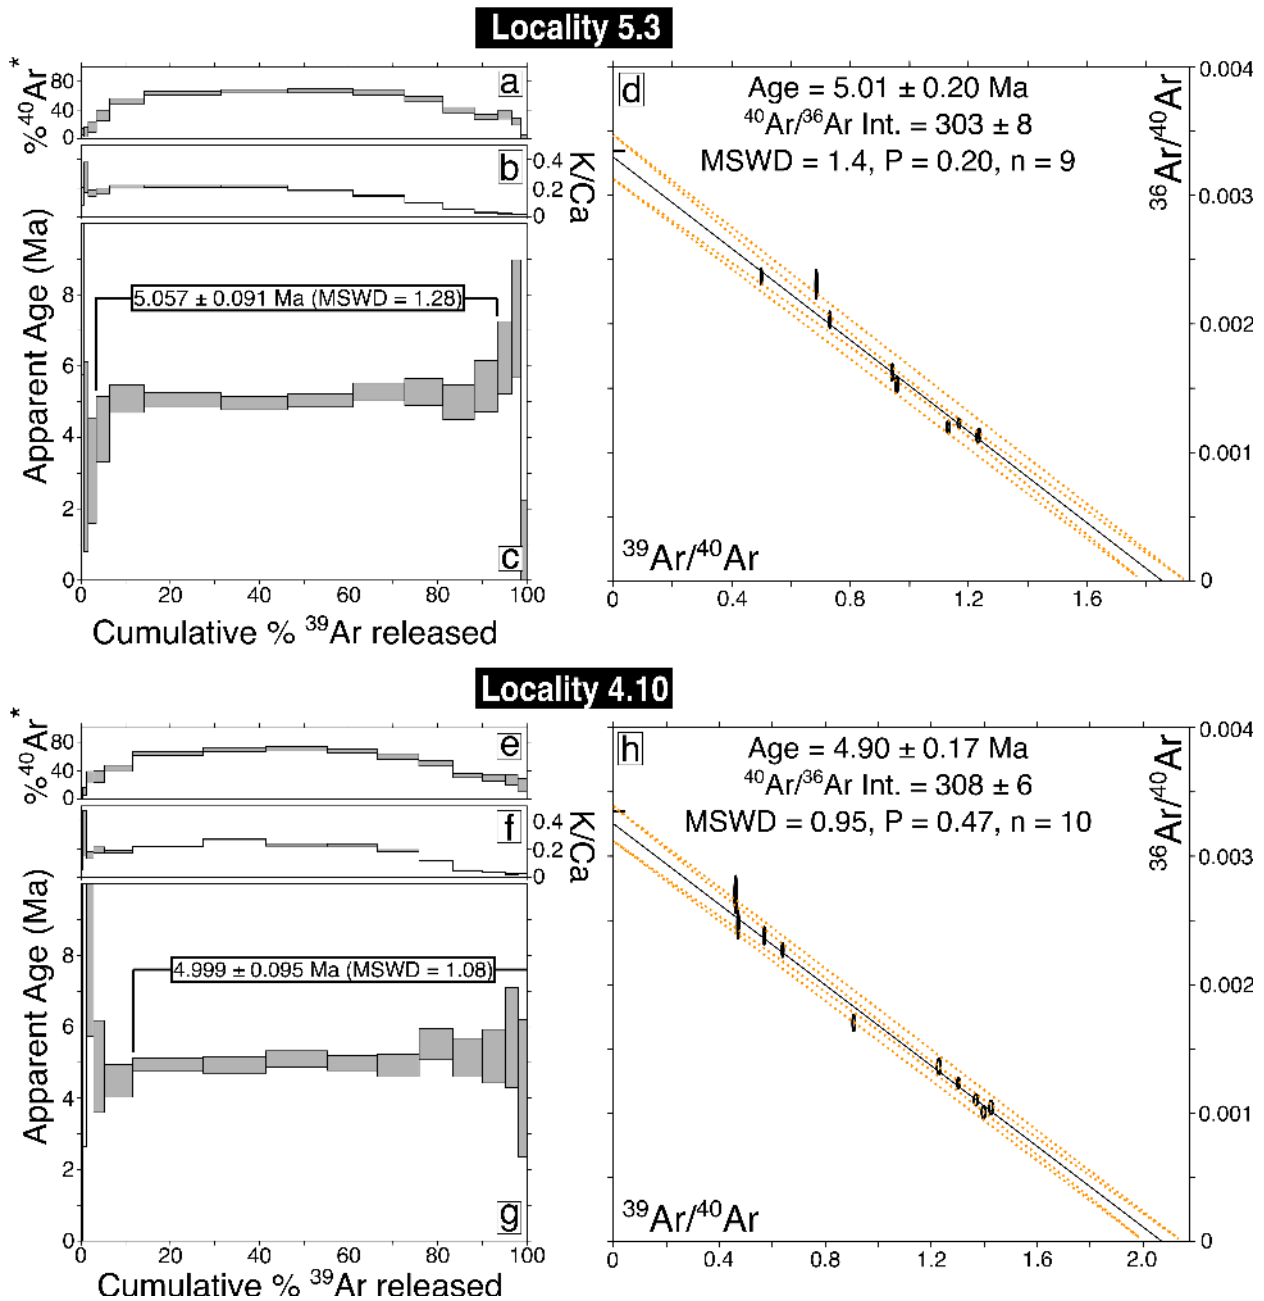 Locality 5.3
%⁴⁰Ar*
80
40
0
a
b
K/Ca
0.4
0.2
0
Apparent Age (Ma)
8
6
4
2
0
5.057 ± 0.091 Ma (MSWD = 1.28)
c
0 20 40 60 80 100
Cumulative % ³⁹Ar released
d
Age = 5.01 ± 0.20 Ma
⁴⁰Ar/³⁶Ar Int. = 303 ± 8
MSWD = 1.4, P = 0.20, n = 9
³⁶Ar/⁴⁰Ar
0.004
0.003
0.002
0.001
0
³⁹Ar/⁴⁰Ar
0 0.4 0.8 1.2 1.6
Locality 4.10
%⁴⁰Ar*
80
40
0
e
f
K/Ca
0.4
0.2
0
Apparent Age (Ma)
8
6
4
2
0
4.999 ± 0.095 Ma (MSWD = 1.08)
g
0 20 40 60 80 100
Cumulative % ³⁹Ar released
h
Age = 4.90 ± 0.17 Ma
⁴⁰Ar/³⁶Ar Int. = 308 ± 6
MSWD = 0.95, P = 0.47, n = 10
³⁶Ar/⁴⁰Ar
0.004
0.003
0.002
0.001
0
³⁹Ar/⁴⁰Ar
0 0.4 0.8 1.2 1.6 2.0